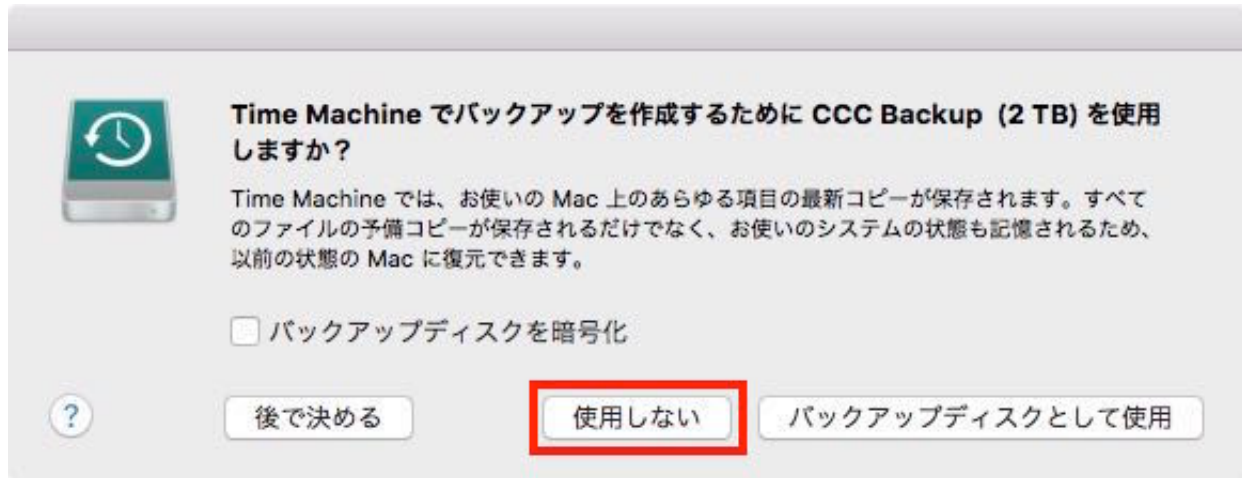 Time Machine でバックアップを作成するために CCC Backup (2 TB) を使用
しますか？
Time Machine では、お使いの Mac 上のあらゆる項目の最新コピーが保存されます。すべて
のファイルの予備コピーが保存されるだけでなく、お使いのシステムの状態も記憶されるため、
以前の状態の Mac に復元できます。
バックアップディスクを暗号化
? 後で決める 使用しない バックアップディスクとして使用